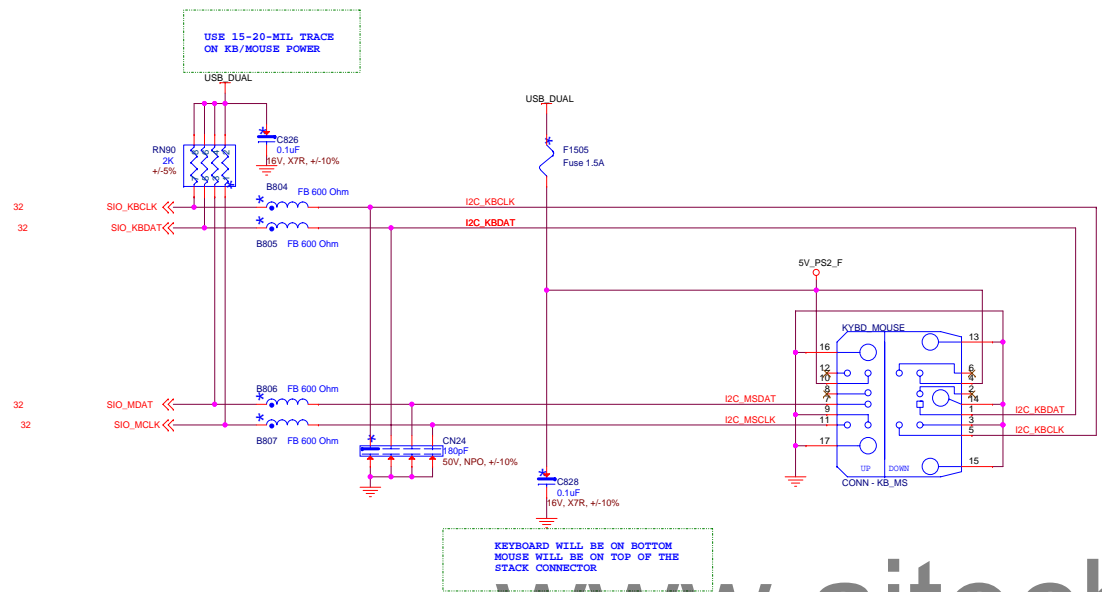 USE 15-20-MIL TRACE
ON KB/MOUSE POWER
USB_DUAL
USB_DUAL
C826
0.1uF
16V, X7R, +/-10%
RN90
2K
+/-5%
F1505
Fuse 1.5A
B804 FB 600 Ohm
32 SIO_KBCLK I2C_KBCLK
32 SIO_KBDAT I2C_KBDAT
B805 FB 600 Ohm
5V_PS2_F
KYBD_MOUSE
13
16
12 6
10 4
8 2
7 14
9 1 I2C_KBDAT
11 3
5 I2C_KBCLK
17
15
UP DOWN
CONN - KB_MS
B806 FB 600 Ohm
32 SIO_MDAT I2C_MSDAT
32 SIO_MCLK I2C_MSCLK
B807 FB 600 Ohm
CN24
180pF
50V, NPO, +/-10%
C828
0.1uF
16V, X7R, +/-10%
KEYBOARD WILL BE ON BOTTOM
MOUSE WILL BE ON TOP OF THE
STACK CONNECTOR